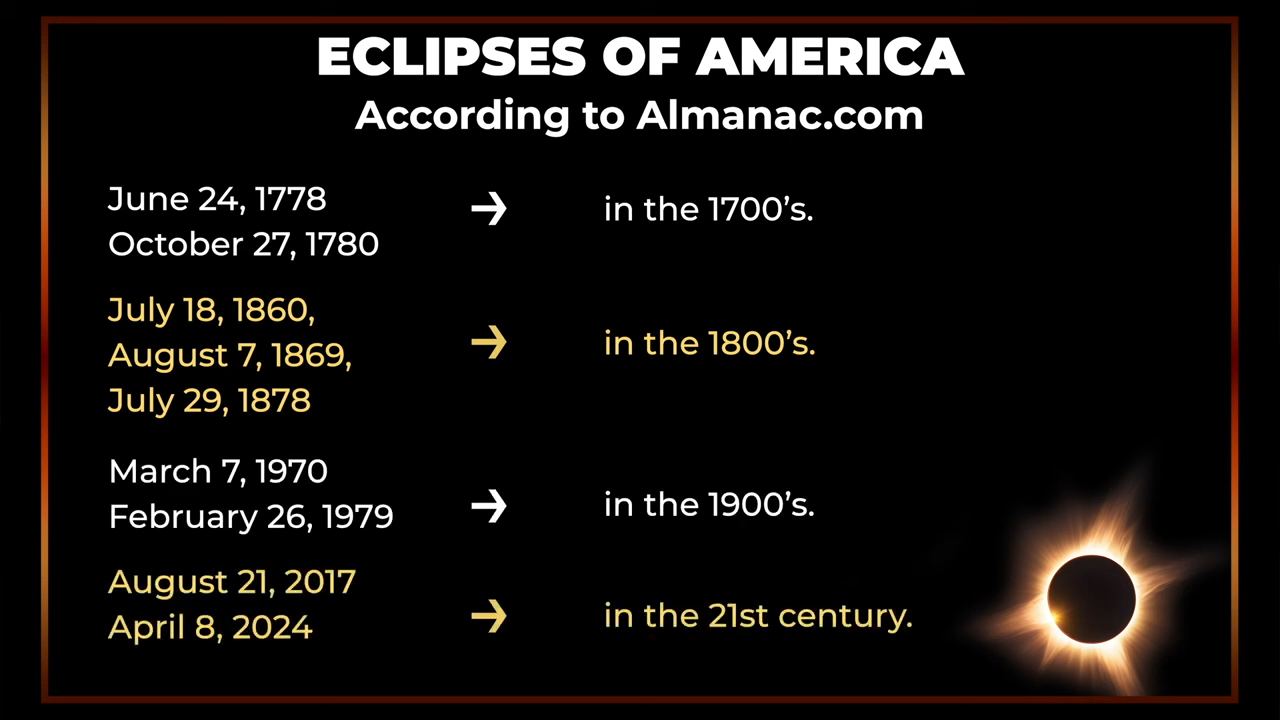 ECLIPSES OF AMERICA
According to Almanac.com
June 24, 1778
October 27, 1780
→ in the 1700’s.
July 18, 1860,
August 7, 1869,
July 29, 1878
→ in the 1800’s.
March 7, 1970
February 26, 1979
→ in the 1900’s.
August 21, 2017
April 8, 2024
→ in the 21st century.